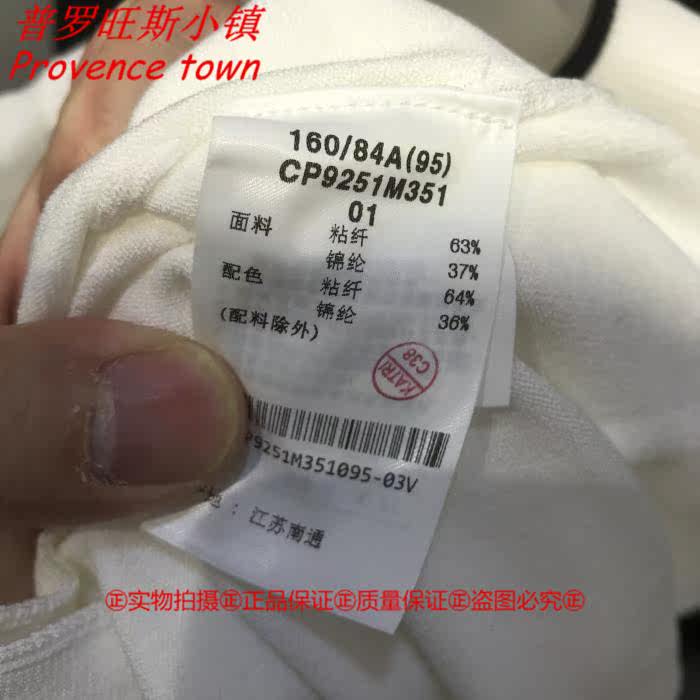 普罗旺斯小镇
Provence town
160/84A(95)
CP9251M351
01
面料 粘纤 63%
锦纶 37%
配色 粘纤 64%
锦纶 36%
(配料除外)
KATRI
C38
P9251M351095-03V
地：江苏南通
㊣实物拍摄㊣正品保证㊣质量保证㊣盗图必究㊣